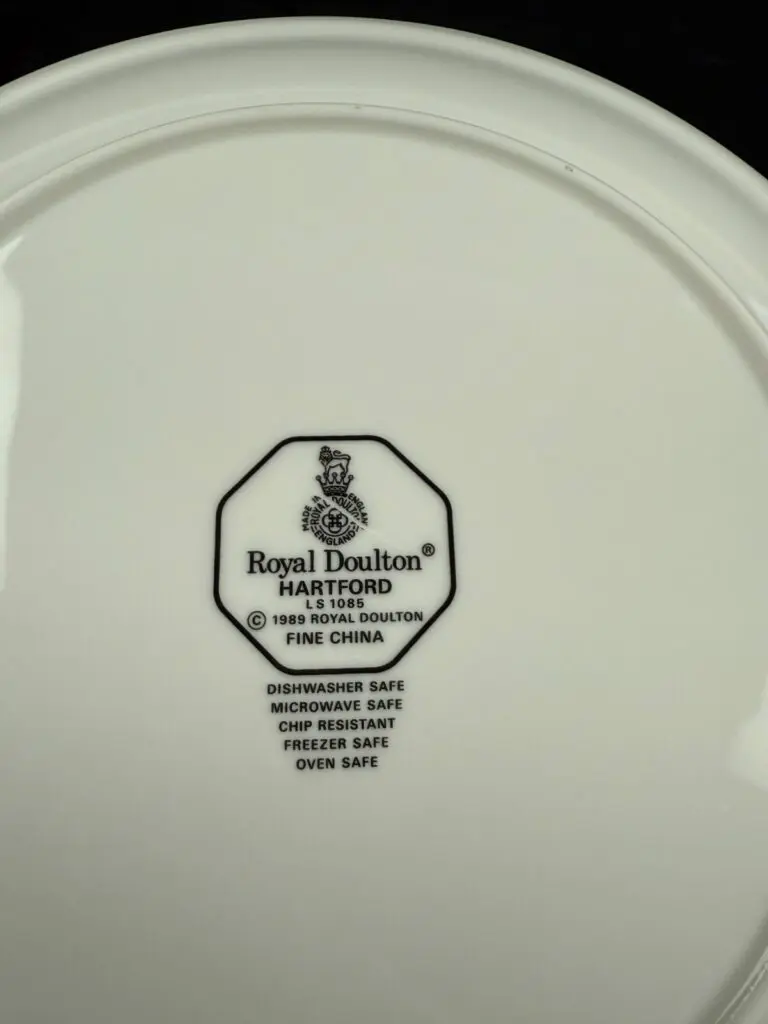 MADE IN ENGLAND
ROYAL DOULTON
ENGLAND
Royal Doulton®
HARTFORD
LS 1085
© 1989 ROYAL DOULTON
FINE CHINA
DISHWASHER SAFE
MICROWAVE SAFE
CHIP RESISTANT
FREEZER SAFE
OVEN SAFE